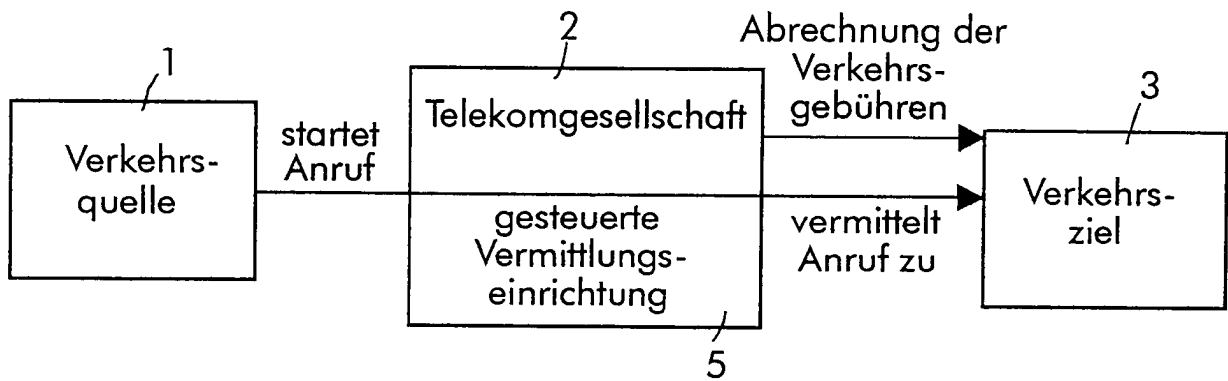 1
Verkehrs-
quelle
startet
Anruf
2
Telekomgesellschaft
gesteuerte
Vermittlungs-
einrichtung
5
Abrechnung der
Verkehrs-
gebühren
vermittelt
Anruf zu
3
Verkehrs-
ziel